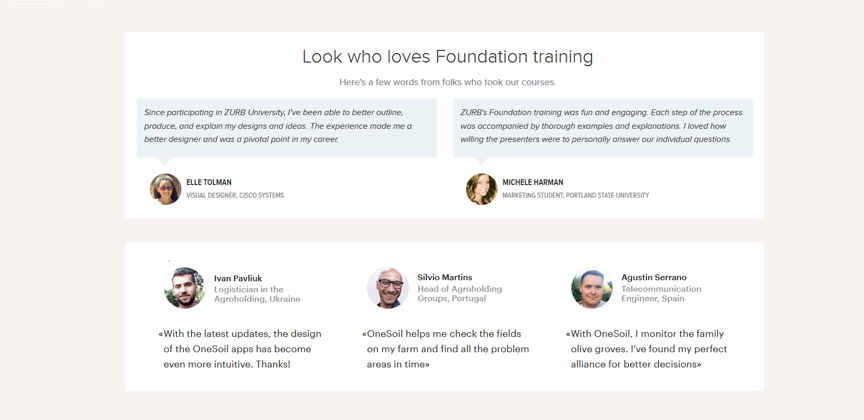 Look who loves Foundation training
Here's a few words from folks who took our courses.
Since participating in ZURB University, I've been able to better outline,
produce, and explain my designs and ideas. The experience made me a
better designer and was a pivotal point in my career.
ELLE TOLMAN
VISUAL DESIGNER, CISCO SYSTEMS
ZURB's Foundation training was fun and engaging. Each step of the process
was accompanied by thorough examples and explanations. I loved how
willing the presenters were to personally answer our individual questions.
MICHELE HARMAN
MARKETING STUDENT, PORTLAND STATE UNIVERSITY
Ivan Pavliuk
Logistician in the
Agroholding, Ukraine
«With the latest updates, the design
of the OneSoil apps has become
even more intuitive. Thanks!
Silvio Martins
Head of Agroholding
Groups, Portugal
«OneSoil helps me check the fields
on my farm and find all the problem
areas in time»
Agustin Serrano
Telecommunication
Engineer, Spain
«With OneSoil, I monitor the family
olive groves. I've found my perfect
alliance for better decisions»